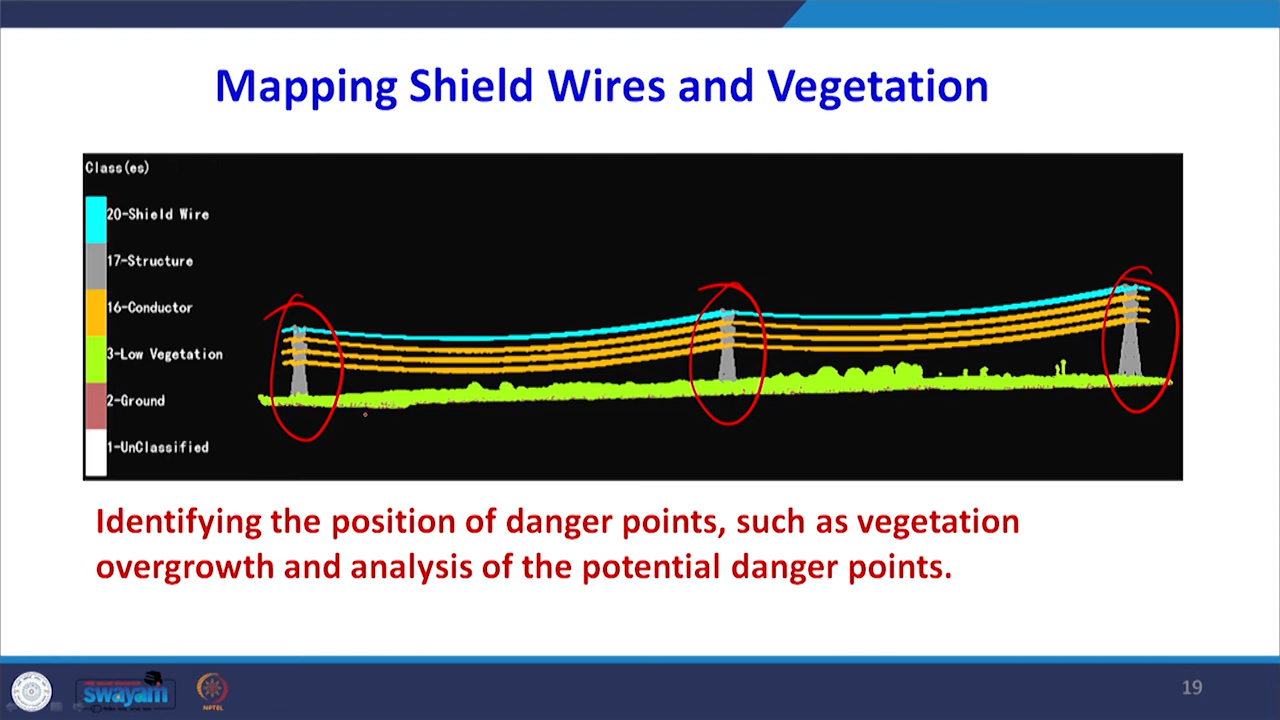 Mapping Shield Wires and Vegetation
Class(es)
20-Shield Wire
17-Structure
16-Conductor
3-Low Vegetation
2-Ground
1-UnClassified
Identifying the position of danger points, such as vegetation
overgrowth and analysis of the potential danger points.
swayam
NPTEL
19